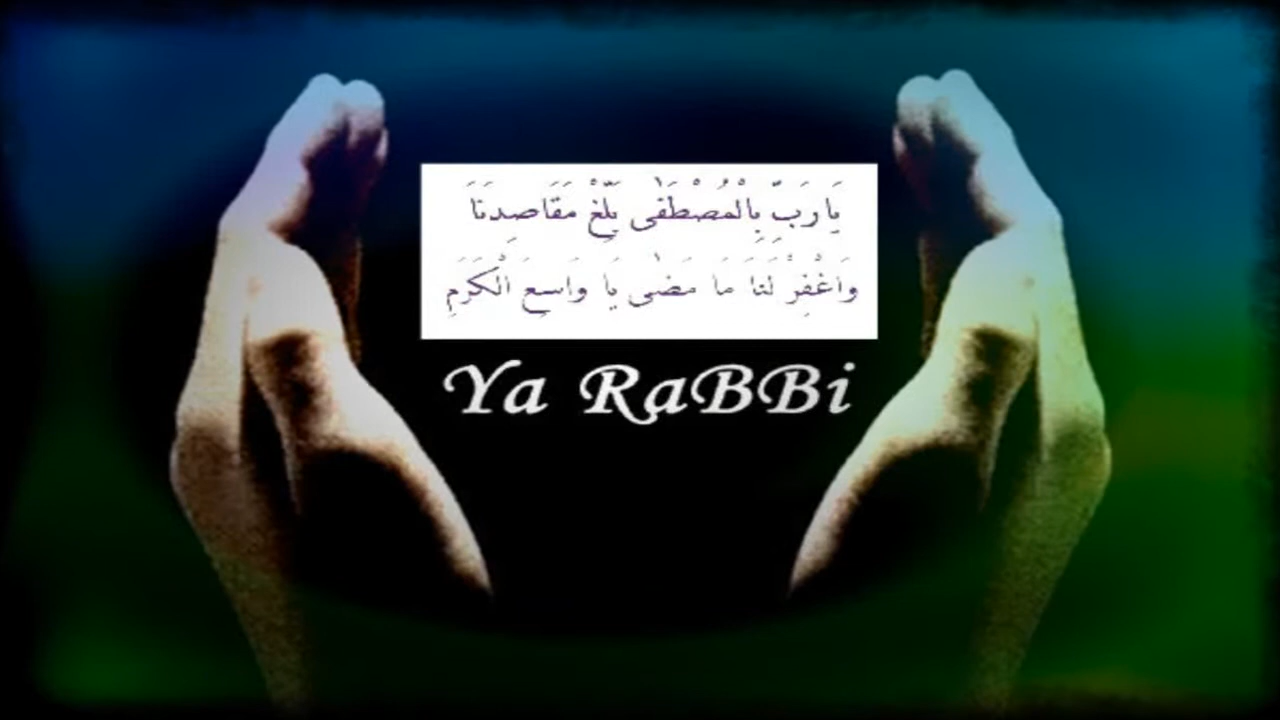 يَا رَبِّ بِالْمُصْطَفٰى بَلِّغْ مَقَاصِدَنَا
وَاغْفِرْ لَنَا مَا مَضٰى يَا وَاسِعَ الْكَرَمِ
Ya RaBBi